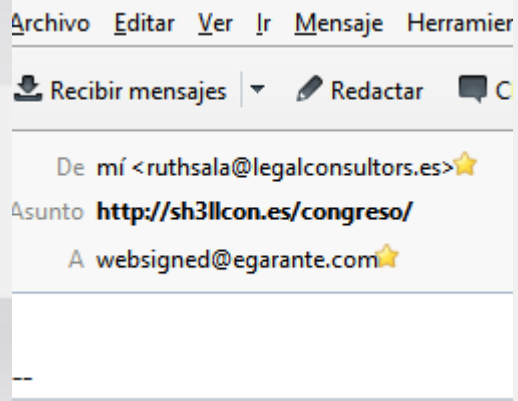 Archivo Editar Ver Ir Mensaje
Recibir mensajes Redactar
De mí <ruthsala@legalconsultors.es>
Asunto http://sh3llcon.es/congreso/
A websigned@egarante.com
--